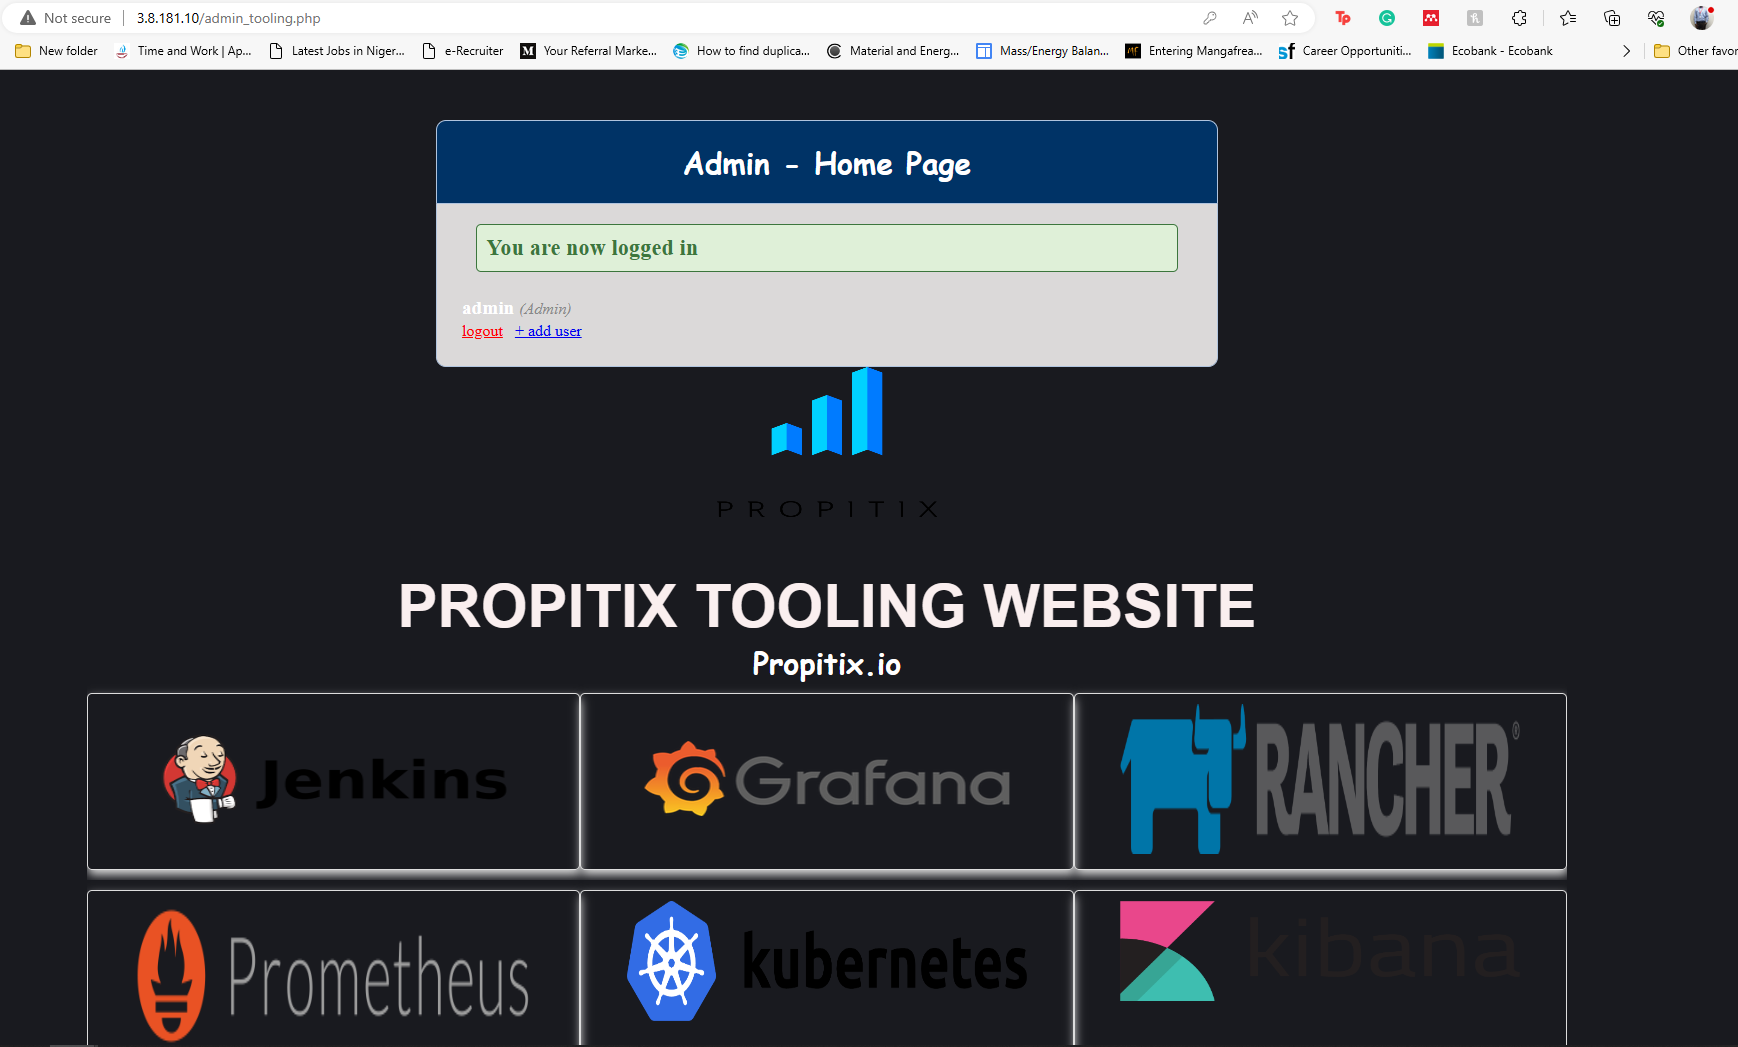 Not secure 3.8.181.10/admin_tooling.php
New folder Time and Work | Ap... Latest Jobs in Niger... e-Recruiter Your Referral Marke... How to find duplica... Material and Energ... Mass/Energy Balan... Entering Mangafrea... Career Opportuniti... Ecobank - Ecobank Other favor
Admin - Home Page
You are now logged in
admin (Admin)
logout + add user
PROPITIX
PROPITIX TOOLING WEBSITE
Propitix.io
Jenkins Grafana RANCHER®
Prometheus kubernetes kibana